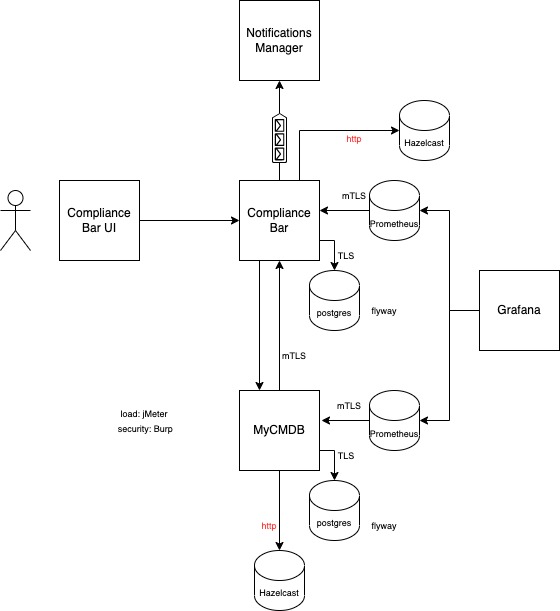 Notifications
Manager
http
Hazelcast
Compliance
Bar UI
Compliance
Bar
mTLS
Prometheus
TLS
postgres
flyway
Grafana
mTLS
load: jMeter
security: Burp
MyCMDB
mTLS
Prometheus
TLS
postgres
flyway
http
Hazelcast